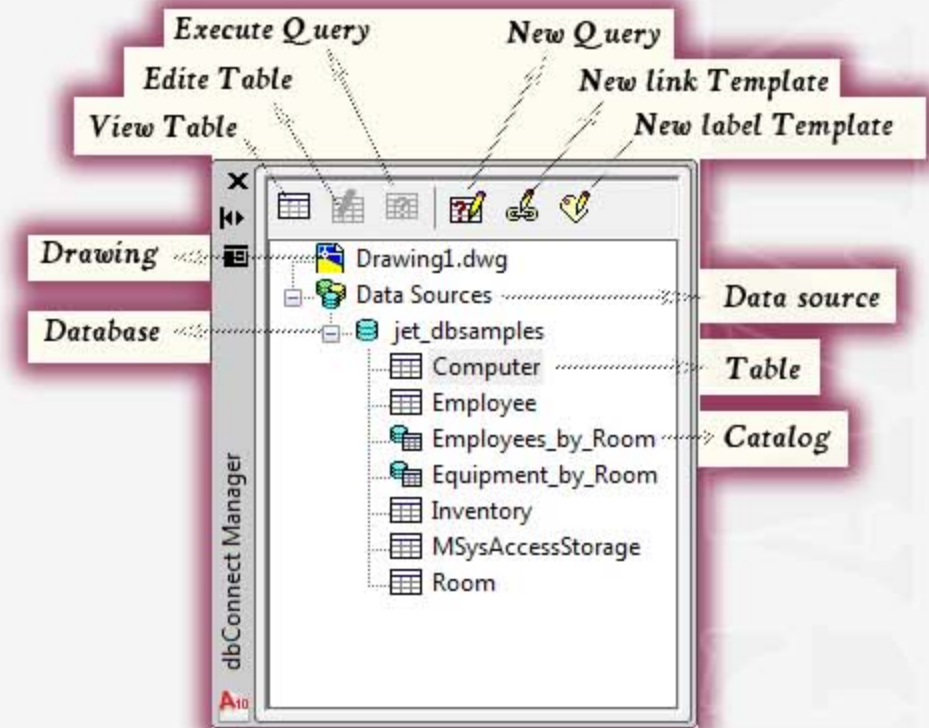 Execute Query
New Query
Edite Table
New link Template
View Table
New label Template
Drawing
Drawing1.dwg
Data Sources
Data source
Database
jet_dbsamples
Computer
Table
Employee
Employees_by_Room
Catalog
Equipment_by_Room
Inventory
MSysAccessStorage
Room
dbConnect Manager
A10